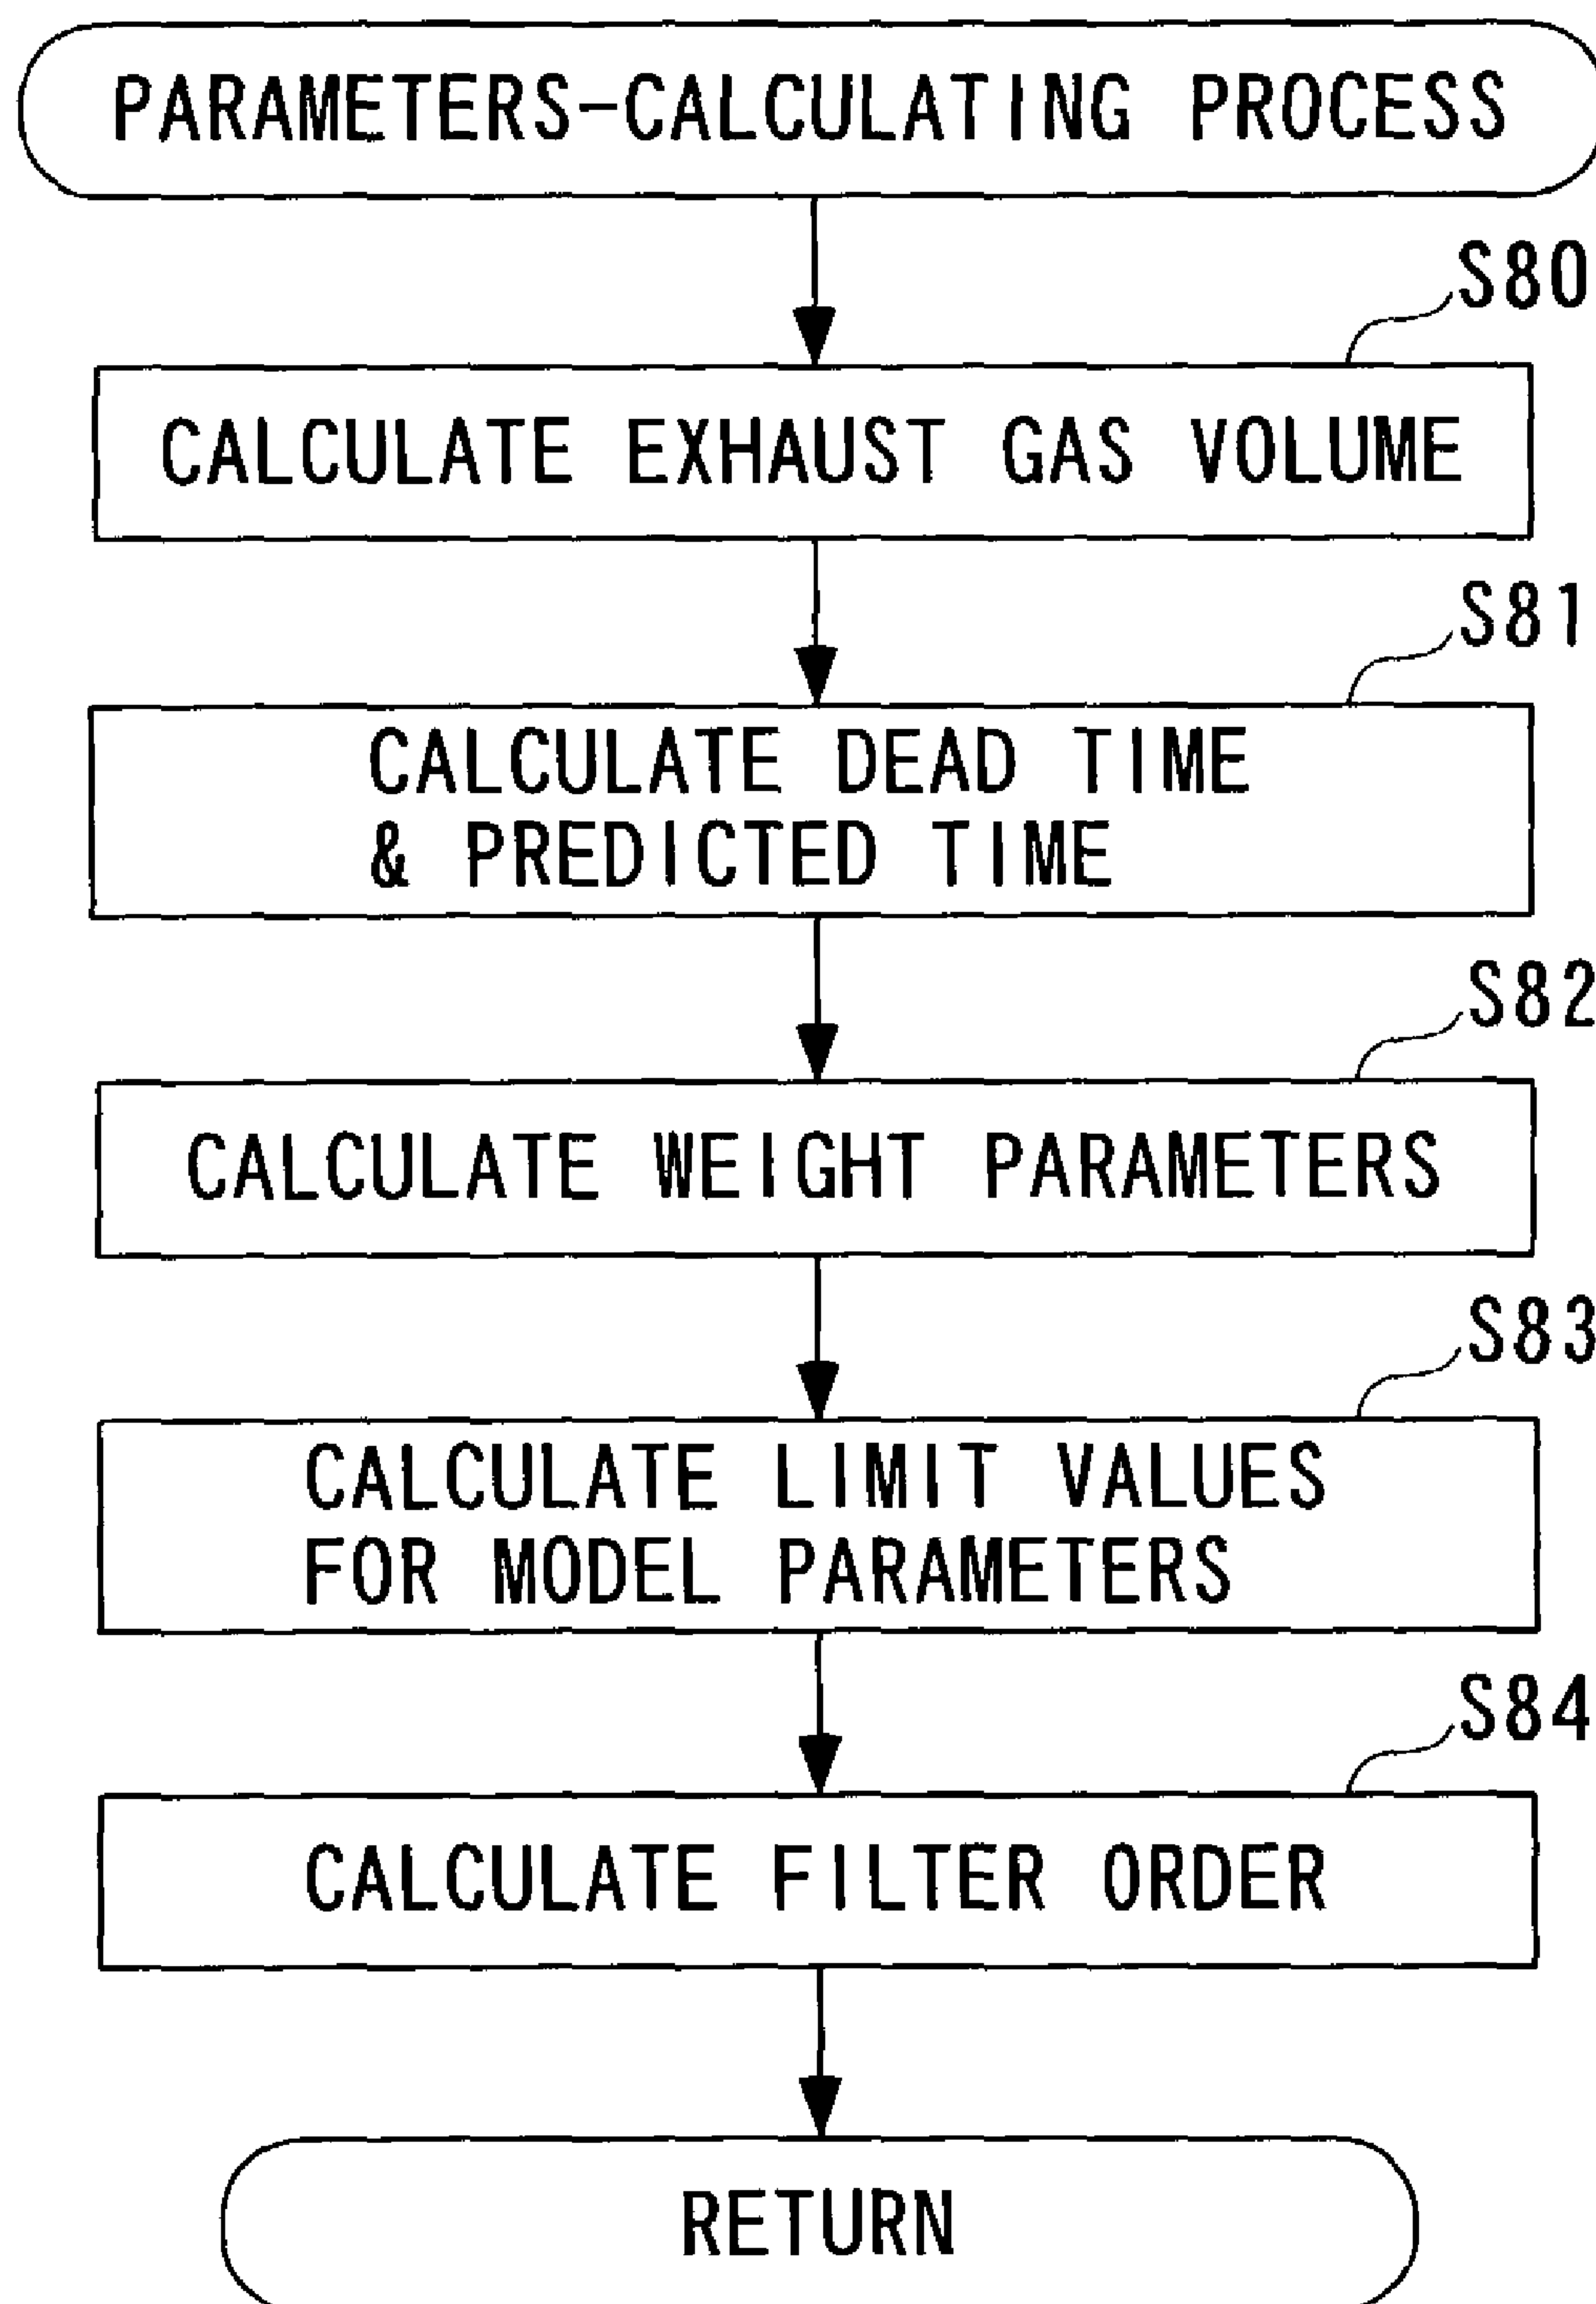 PARAMETERS-CALCULATING PROCESS
S80
CALCULATE EXHAUST GAS VOLUME
S81
CALCULATE DEAD TIME
& PREDICTED TIME
S82
CALCULATE WEIGHT PARAMETERS
S83
CALCULATE LIMIT VALUES
FOR MODEL PARAMETERS
S84
CALCULATE FILTER ORDER
RETURN